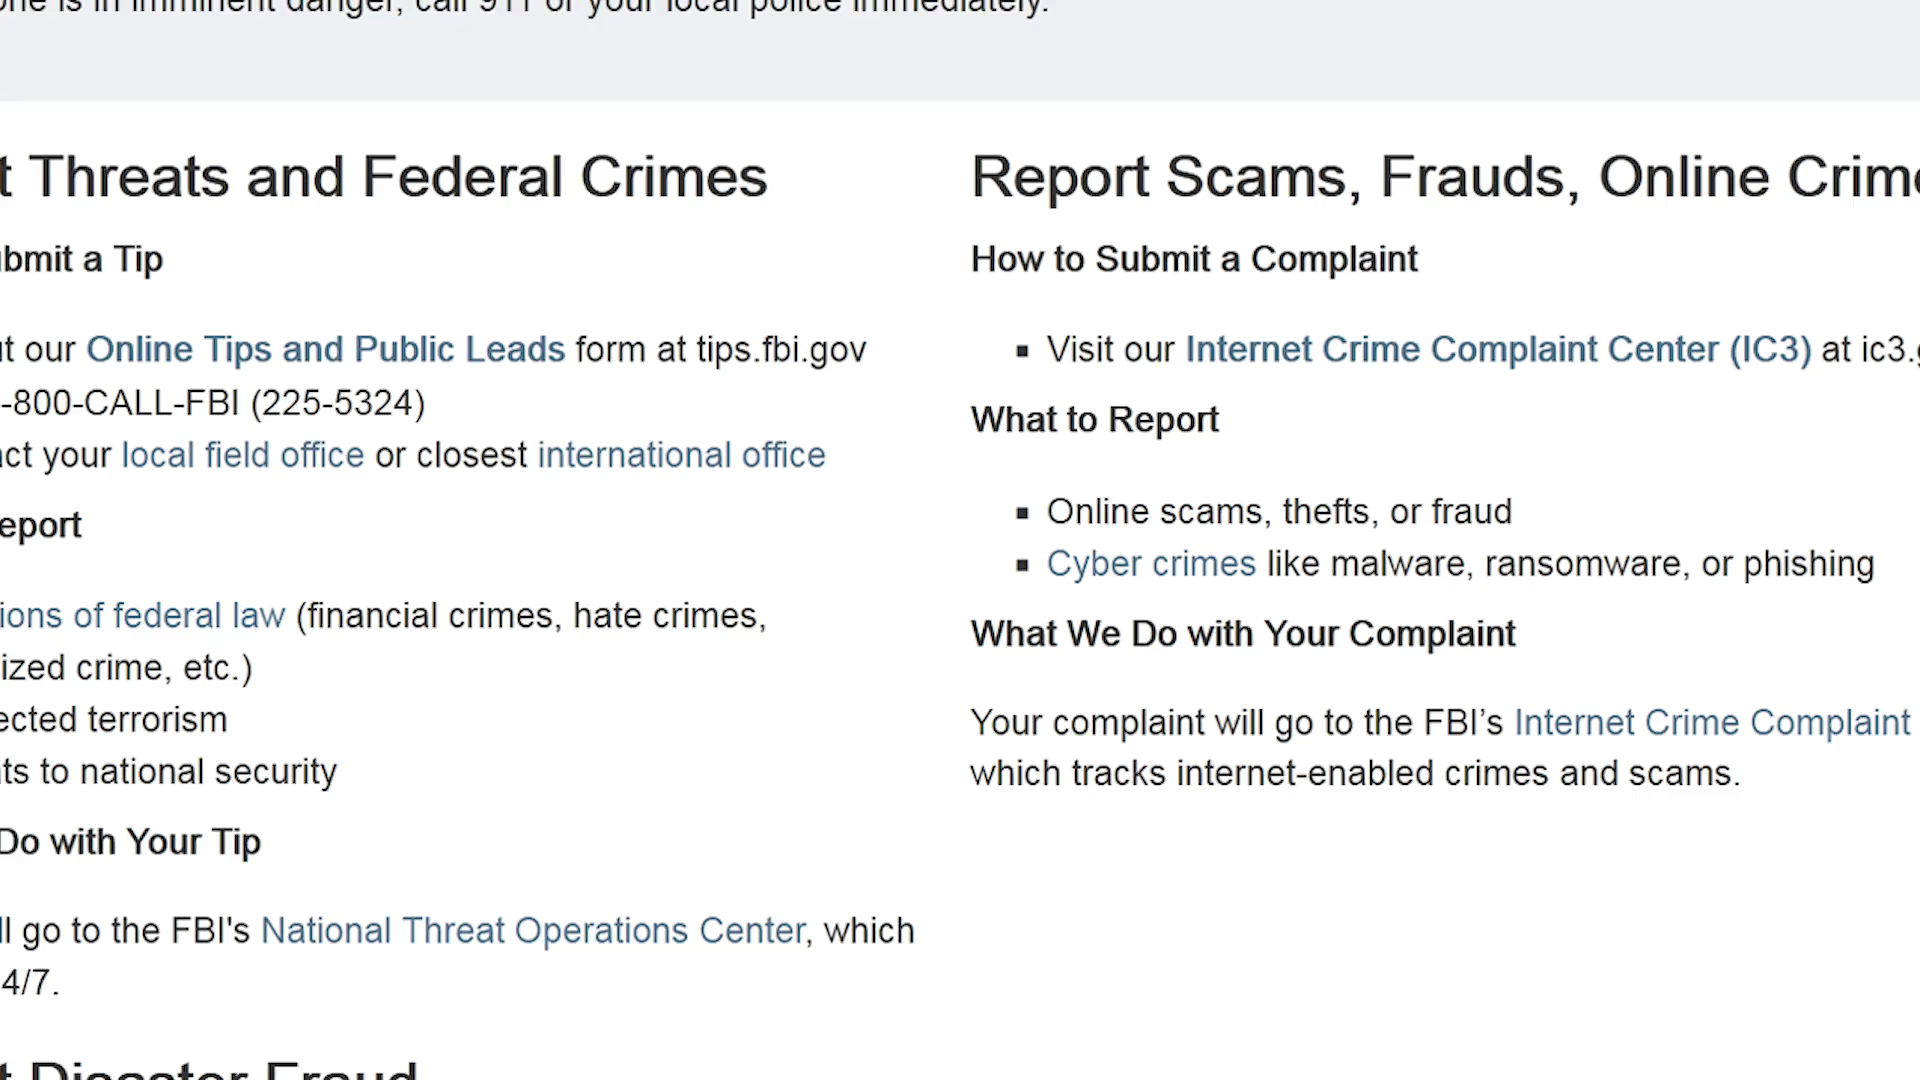 one is in imminent danger, call 911 or your local police immediately.
t Threats and Federal Crimes
bmit a Tip
t our Online Tips and Public Leads form at tips.fbi.gov
-800-CALL-FBI (225-5324)
ct your local field office or closest international office
eport
ions of federal law (financial crimes, hate crimes,
ized crime, etc.)
ected terrorism
ts to national security
Do with Your Tip
ll go to the FBI's National Threat Operations Center, which
4/7.
t Disaster Fraud
Report Scams, Frauds, Online Crime
How to Submit a Complaint
▪ Visit our Internet Crime Complaint Center (IC3) at ic3.g
What to Report
▪ Online scams, thefts, or fraud
▪ Cyber crimes like malware, ransomware, or phishing
What We Do with Your Complaint
Your complaint will go to the FBI’s Internet Crime Complaint
which tracks internet-enabled crimes and scams.